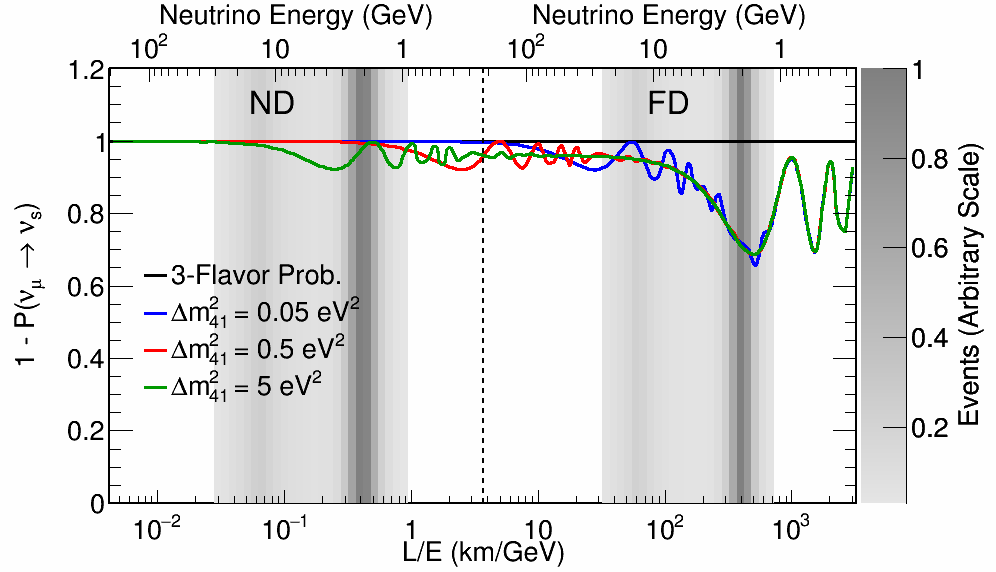 Neutrino Energy (GeV) Neutrino Energy (GeV)
10² 10 1 10² 10 1
1.2 1
ND FD
1 0.8
0.8 0.6
0.6 0.4
0.4 0.2
0.2
0
1 - P(νμ → νs)
3-Flavor Prob.
Δm²₄₁ = 0.05 eV²
Δm²₄₁ = 0.5 eV²
Δm²₄₁ = 5 eV²
Events (Arbitrary Scale)
10⁻² 10⁻¹ 1 10 10² 10³
L/E (km/GeV)